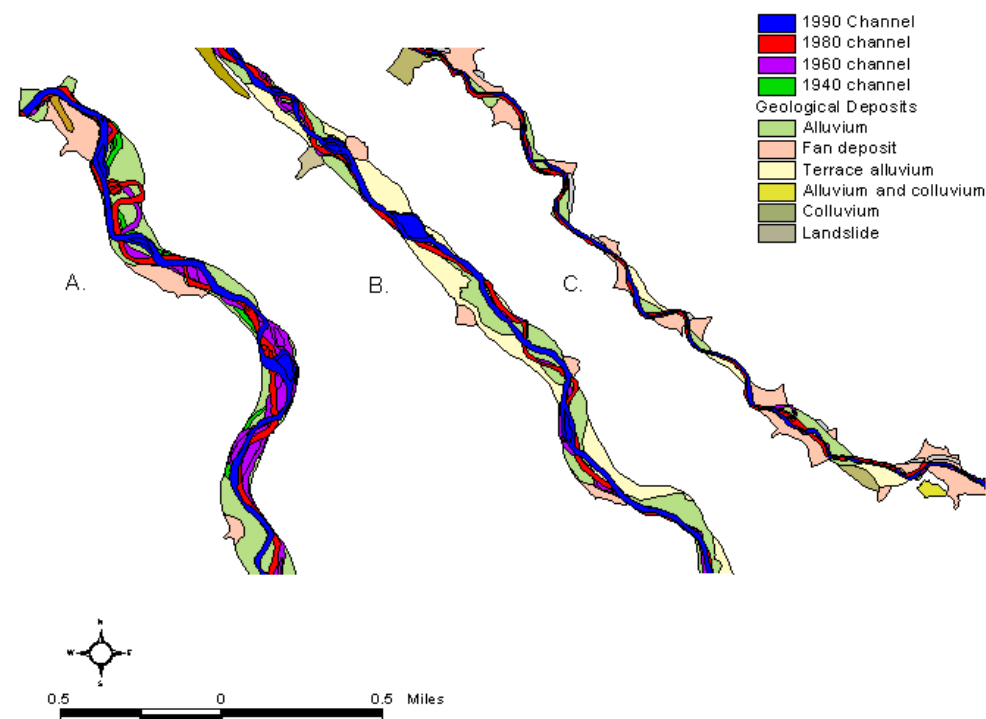 1990 Channel
1980 channel
1960 channel
1940 channel
Geological Deposits
Alluvium
Fan deposit
Terrace alluvium
Alluvium and colluvium
Colluvium
Landslide
A.
B.
C.
N
W E
S
0.5 0 0.5 Miles